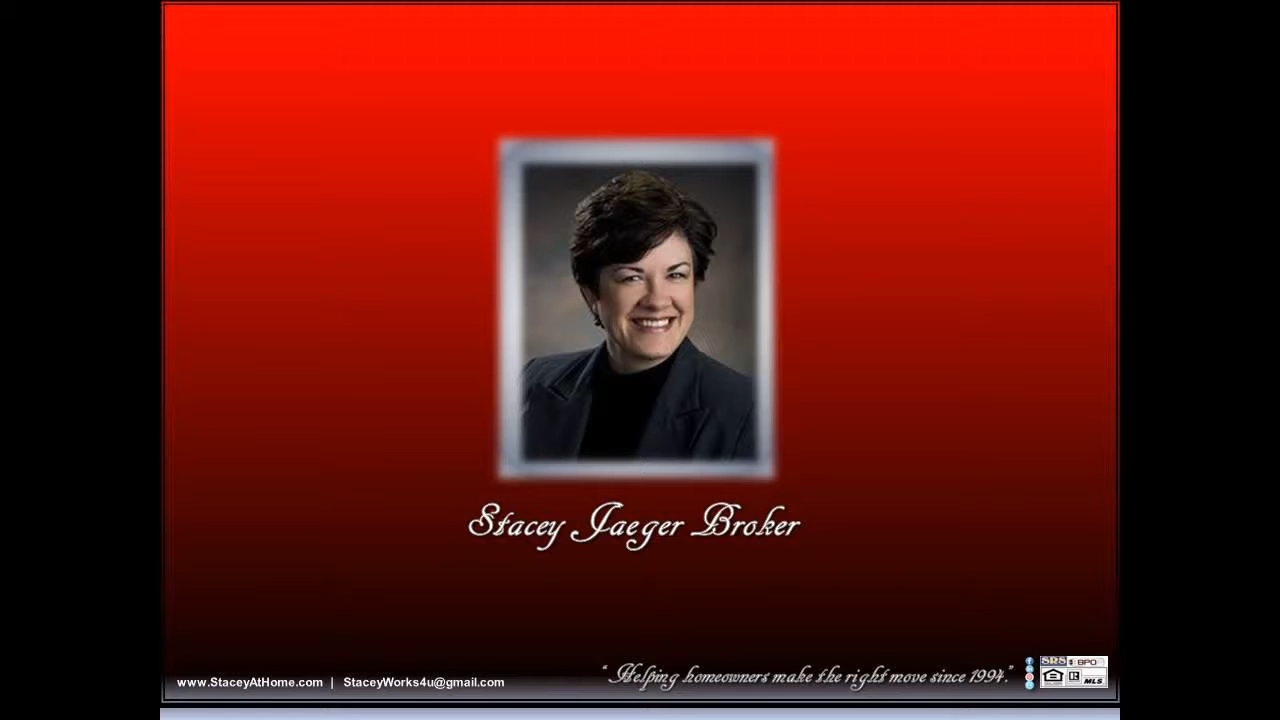 Stacey Jaeger Broker
“ Helping homeowners make the right move since 1994.”
www.StaceyAtHome.com | StaceyWorks4u@gmail.com
SRS BPO
R MLS